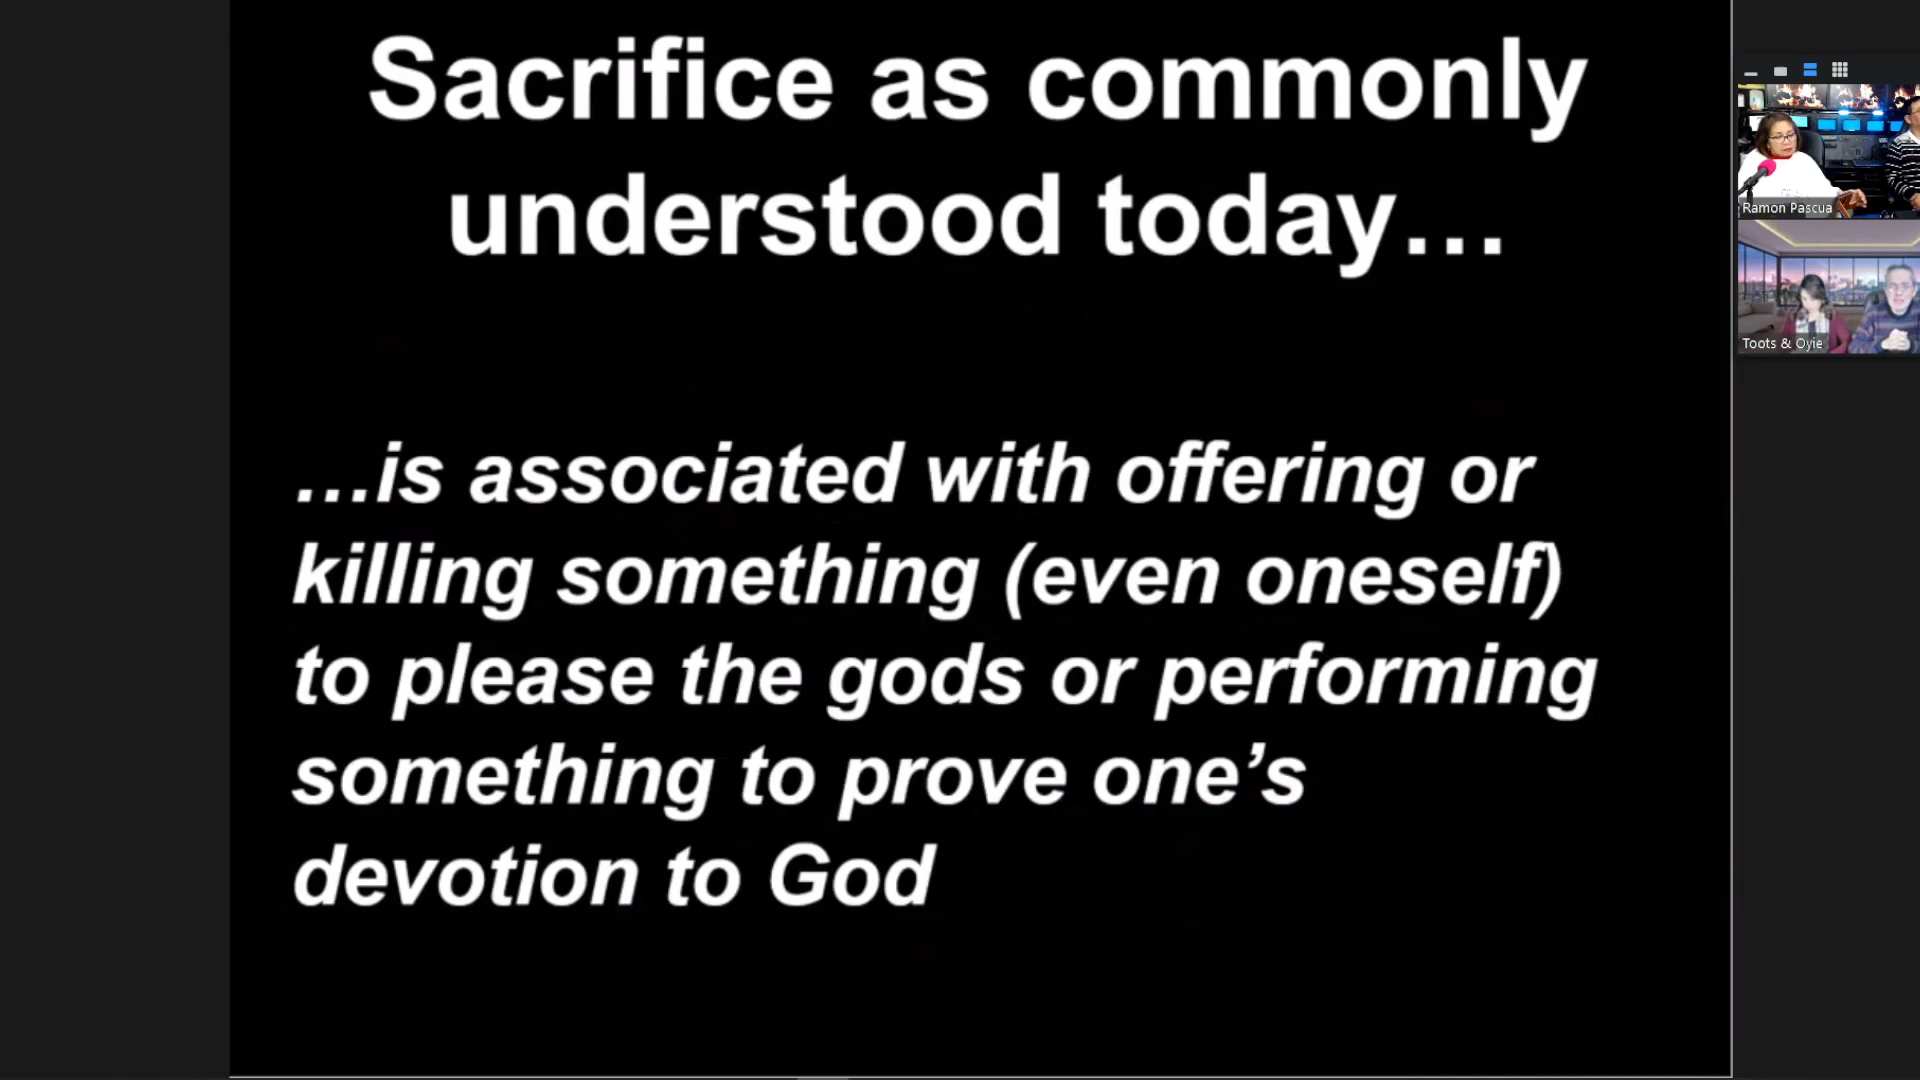 Sacrifice as commonly
understood today…
…is associated with offering or
killing something (even oneself)
to please the gods or performing
something to prove one’s
devotion to God
Ramon Pascua
Toots & Oyie